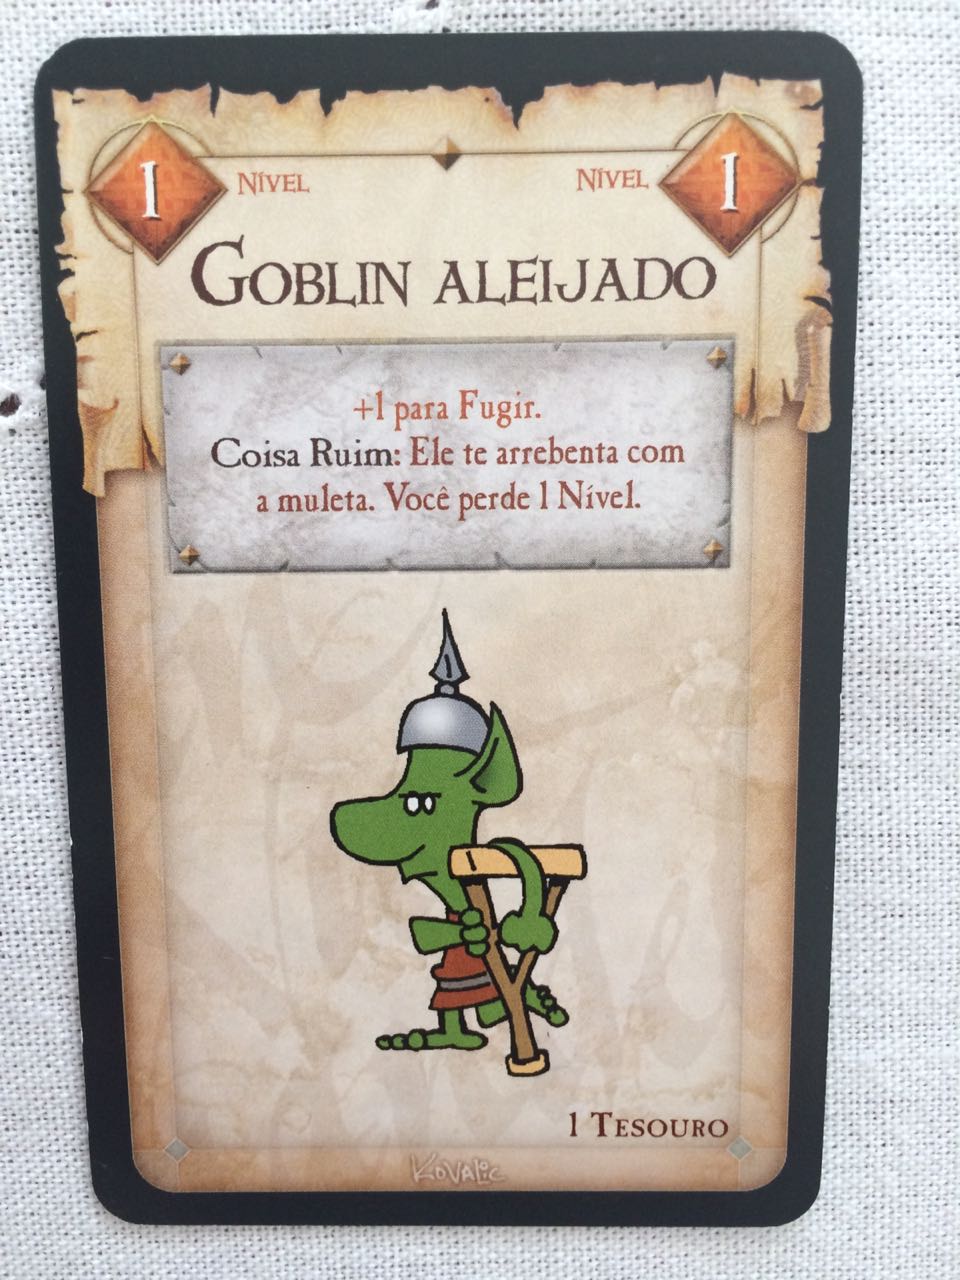 1 NÍVEL NÍVEL 1
GOBLIN ALEIJADO
+1 para Fugir.
Coisa Ruim: Ele te arrebenta com
a muleta. Você perde 1 Nível.
1 TESOURO
KOVALIC